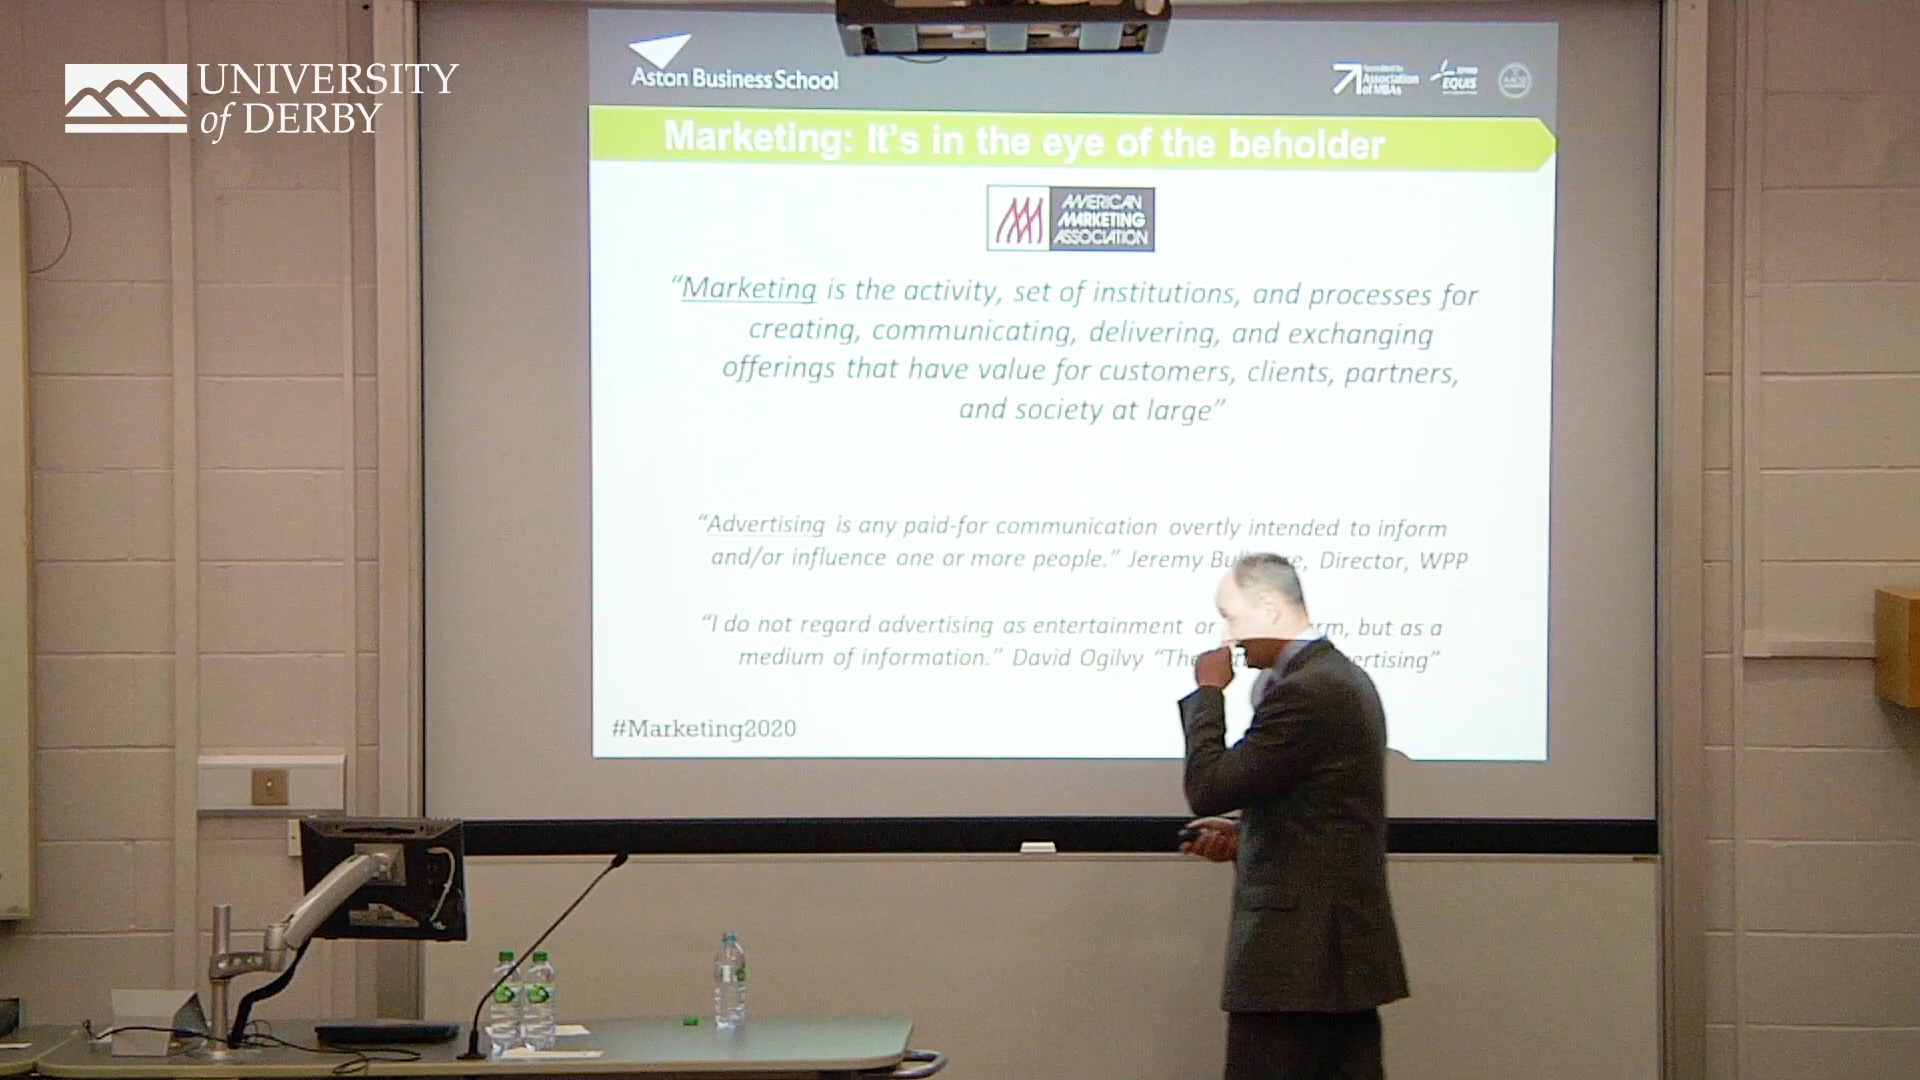 UNIVERSITY
of DERBY
Aston Business School
Association
of MBAs
EQUIS
Marketing: It's in the eye of the beholder
AMERICAN
MARKETING
ASSOCIATION
“Marketing is the activity, set of institutions, and processes for
creating, communicating, delivering, and exchanging
offerings that have value for customers, clients, partners,
and society at large”
“Advertising is any paid-for communication overtly intended to inform
and/or influence one or more people.” Jeremy Director, WPP
“I do not regard advertising as entertainment or but as a
medium of information.” David Ogilvy
#Marketing2020